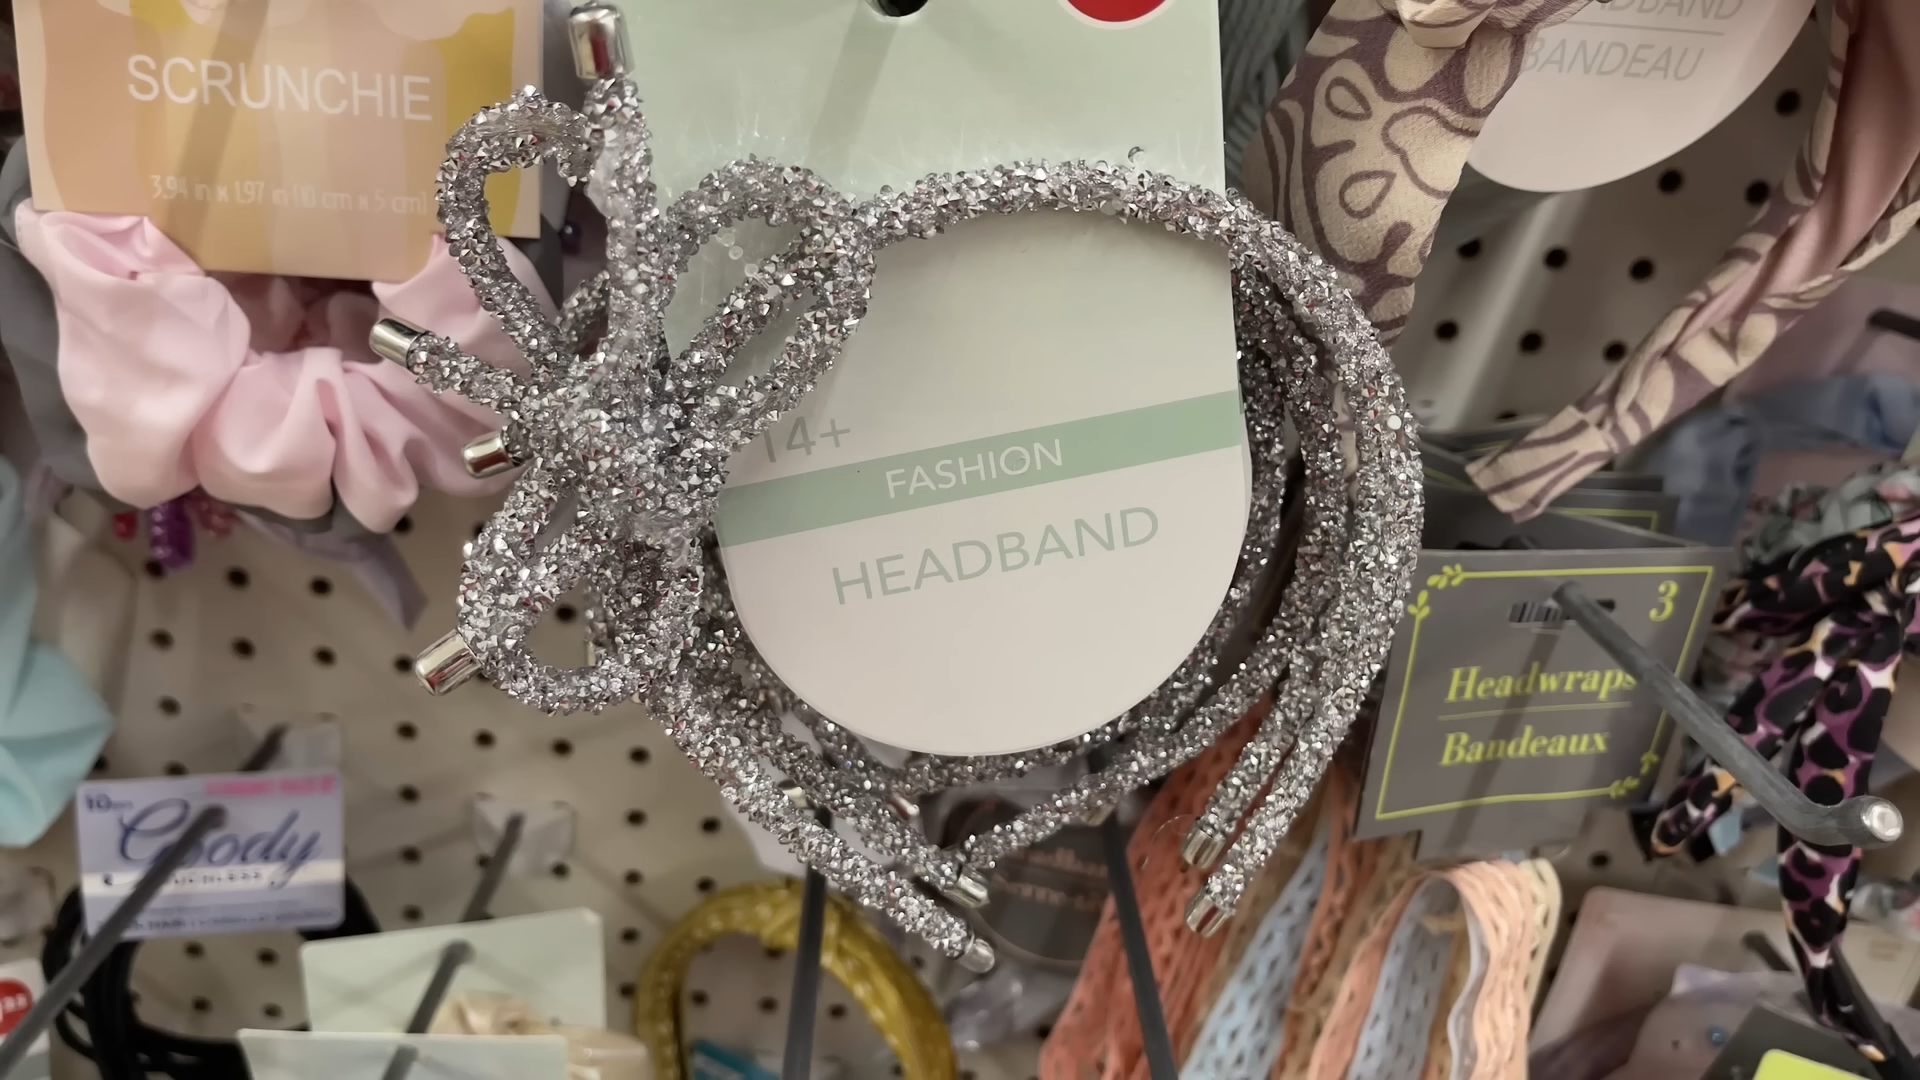 SCRUNCHIE
3.94 in x 1.97 in (10 cm x 5 cm)
BANDEAU
14+
FASHION
HEADBAND
3
Headwraps
Bandeaux
Goody